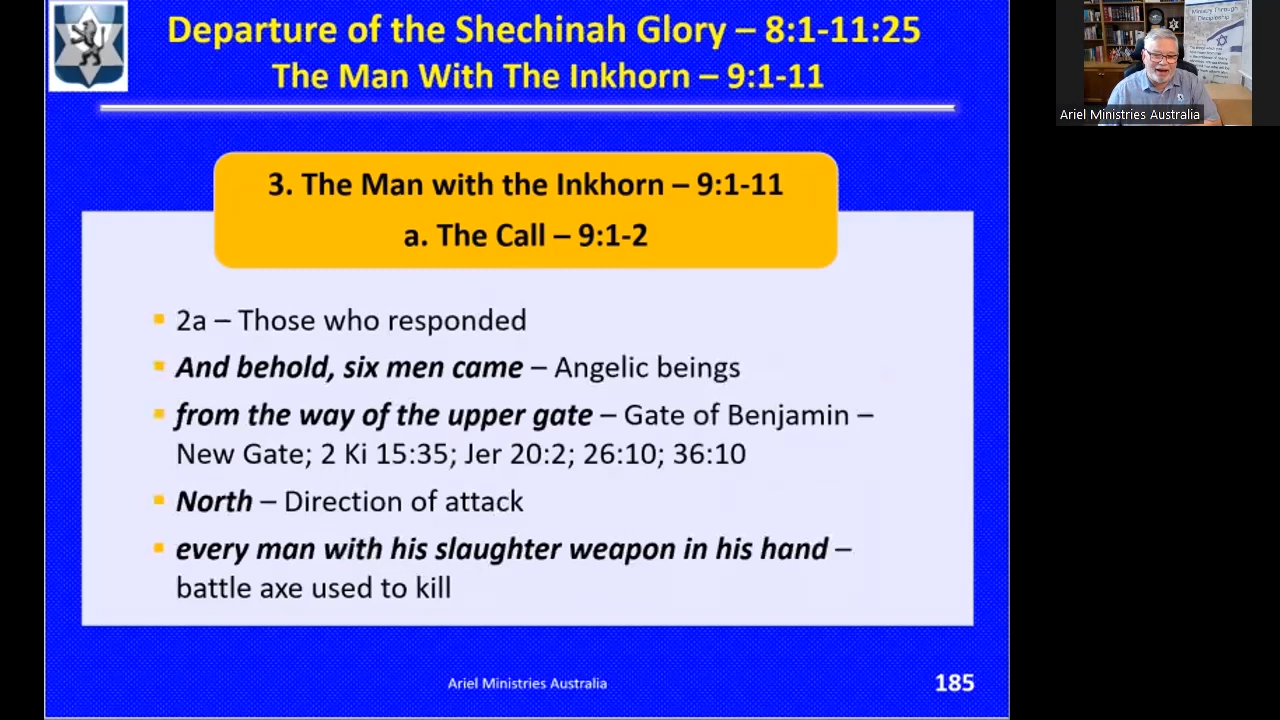 Departure of the Shechinah Glory – 8:1-11:25
The Man With The Inkhorn – 9:1-11
3. The Man with the Inkhorn – 9:1-11
a. The Call – 9:1-2
▪ 2a – Those who responded
▪ And behold, six men came – Angelic beings
▪ from the way of the upper gate – Gate of Benjamin –
New Gate; 2 Ki 15:35; Jer 20:2; 26:10; 36:10
▪ North – Direction of attack
▪ every man with his slaughter weapon in his hand –
battle axe used to kill
Ariel Ministries Australia
185
Ministry Through
Discipleship
Ariel Ministries Australia